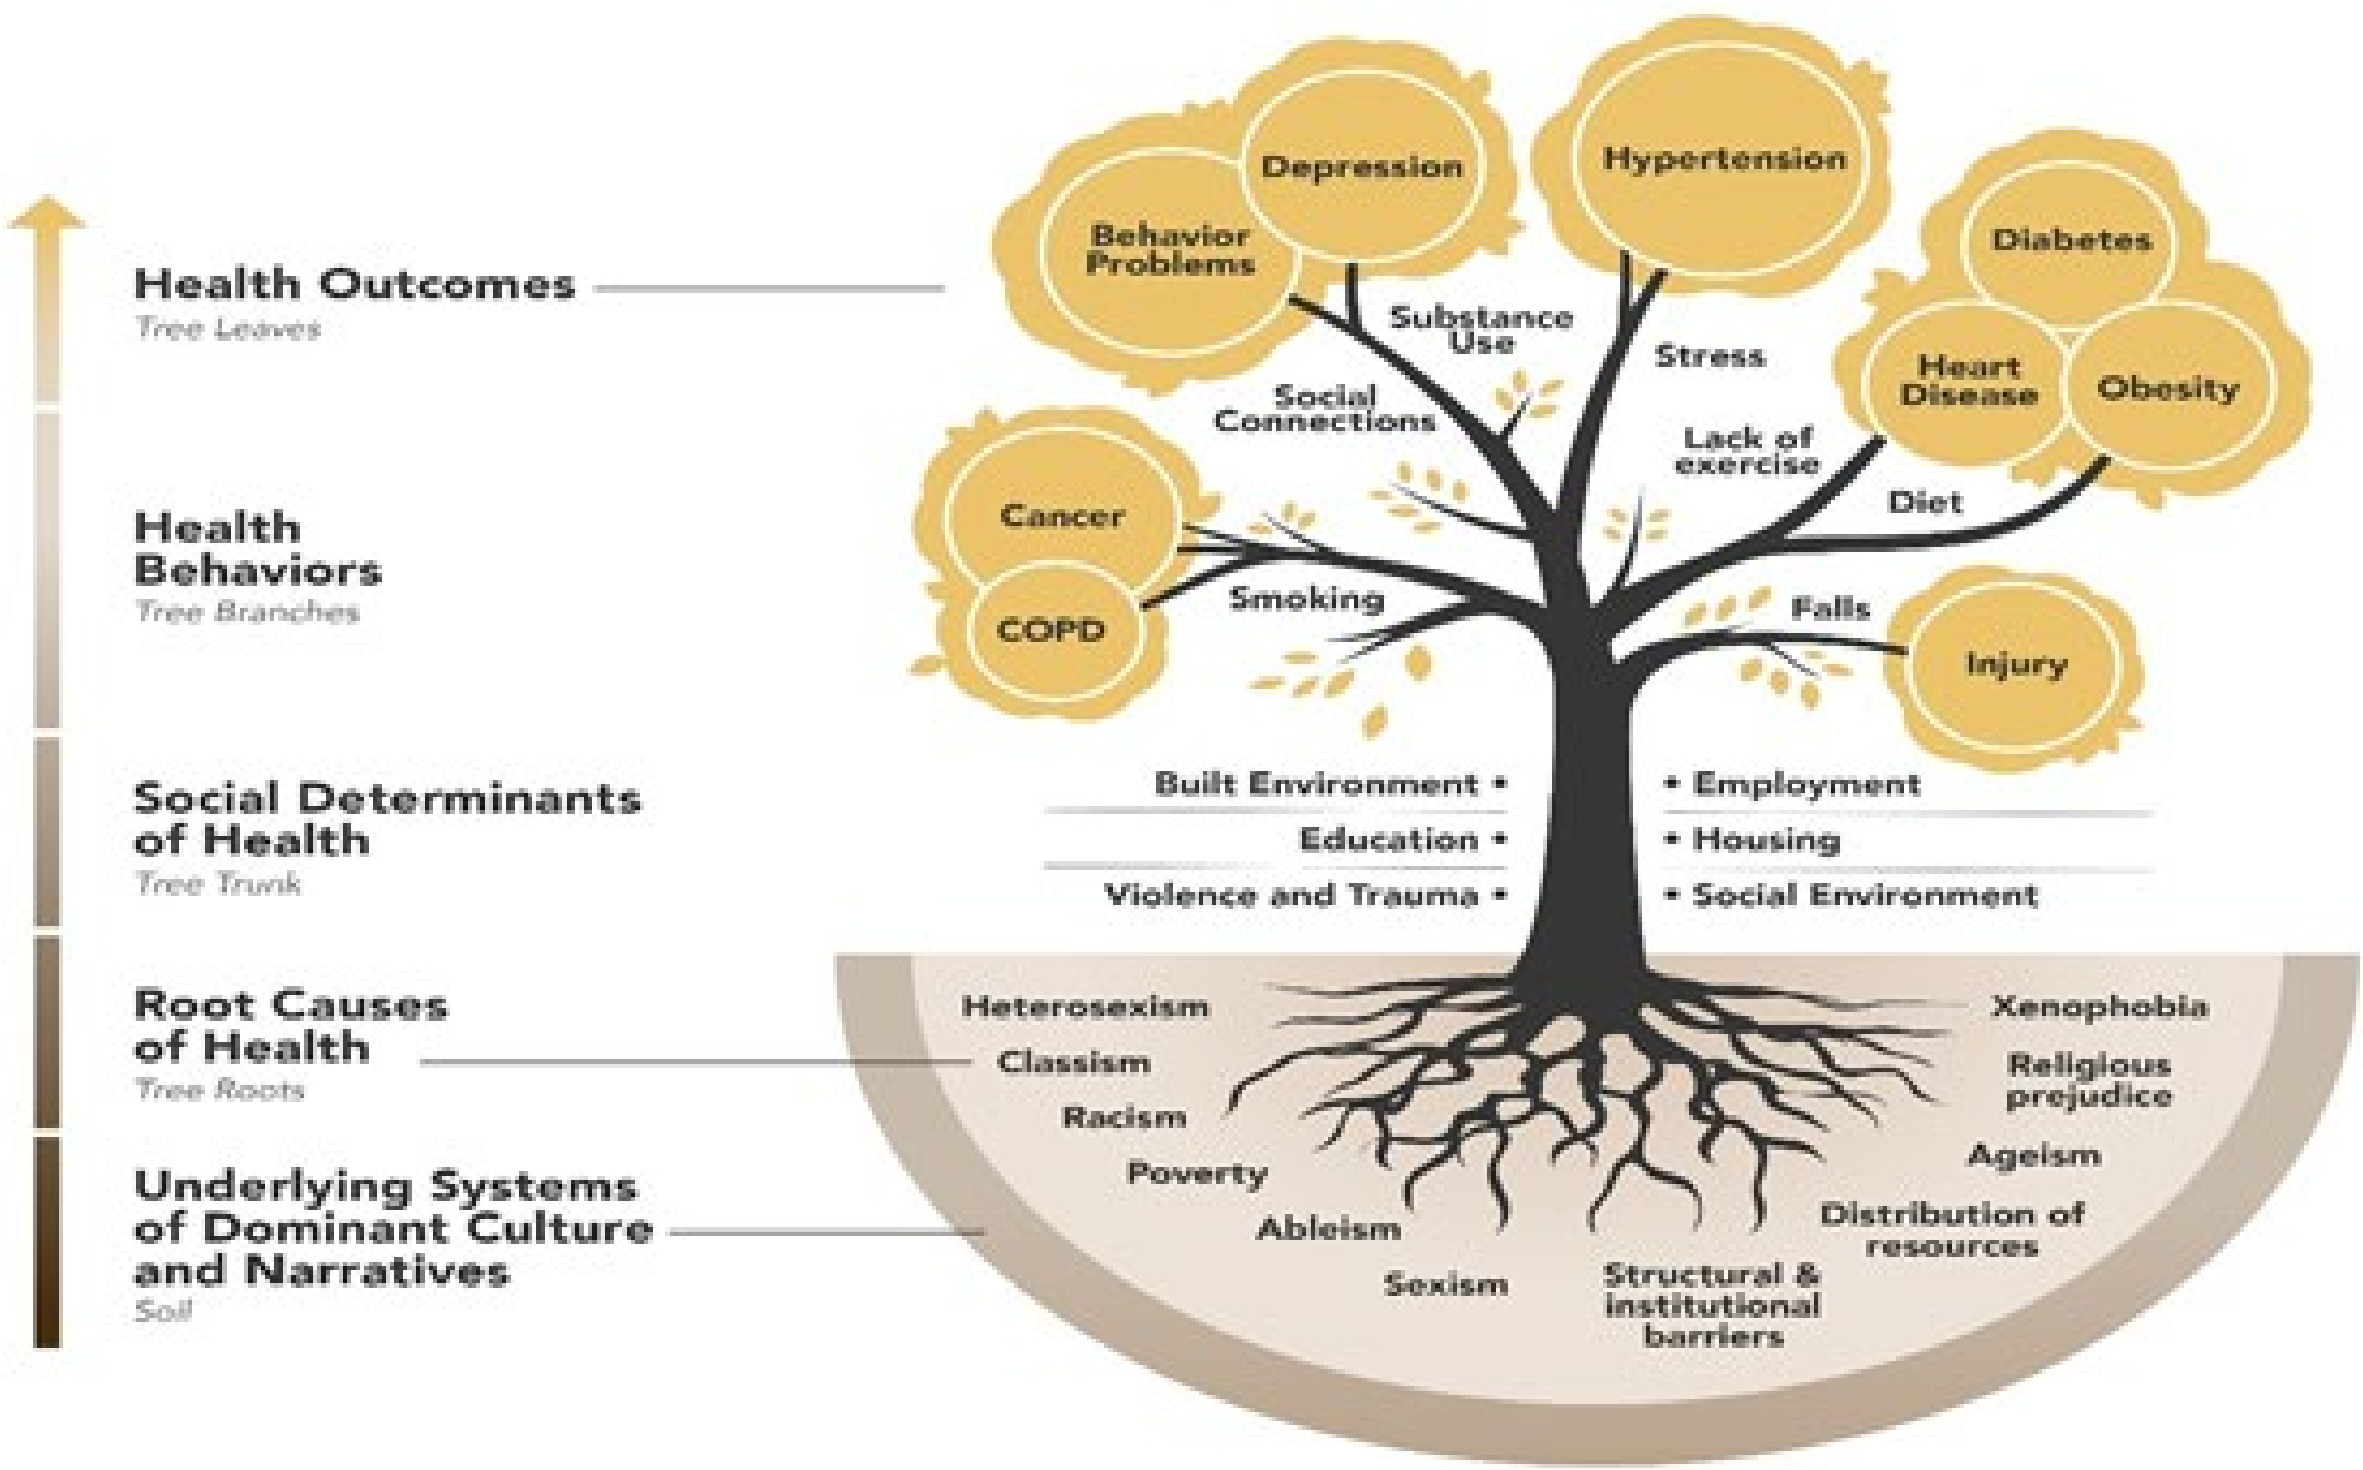 Health Outcomes
Tree Leaves
Health
Behaviors
Tree Branches
Social Determinants
of Health
Tree Trunk
Root Causes
of Health
Tree Roots
Underlying Systems
of Dominant Culture
and Narratives
Soil
Depression
Behavior
Problems
Hypertension
Diabetes
Heart
Disease
Obesity
Cancer
COPD
Injury
Substance
Use
Social
Connections
Stress
Lack of
exercise
Diet
Smoking
Falls
Built Environment •
Education •
Violence and Trauma •
• Employment
• Housing
• Social Environment
Heterosexism
Classism
Racism
Poverty
Ableism
Sexism
Structural &
institutional
barriers
Distribution of
resources
Ageism
Religious
prejudice
Xenophobia